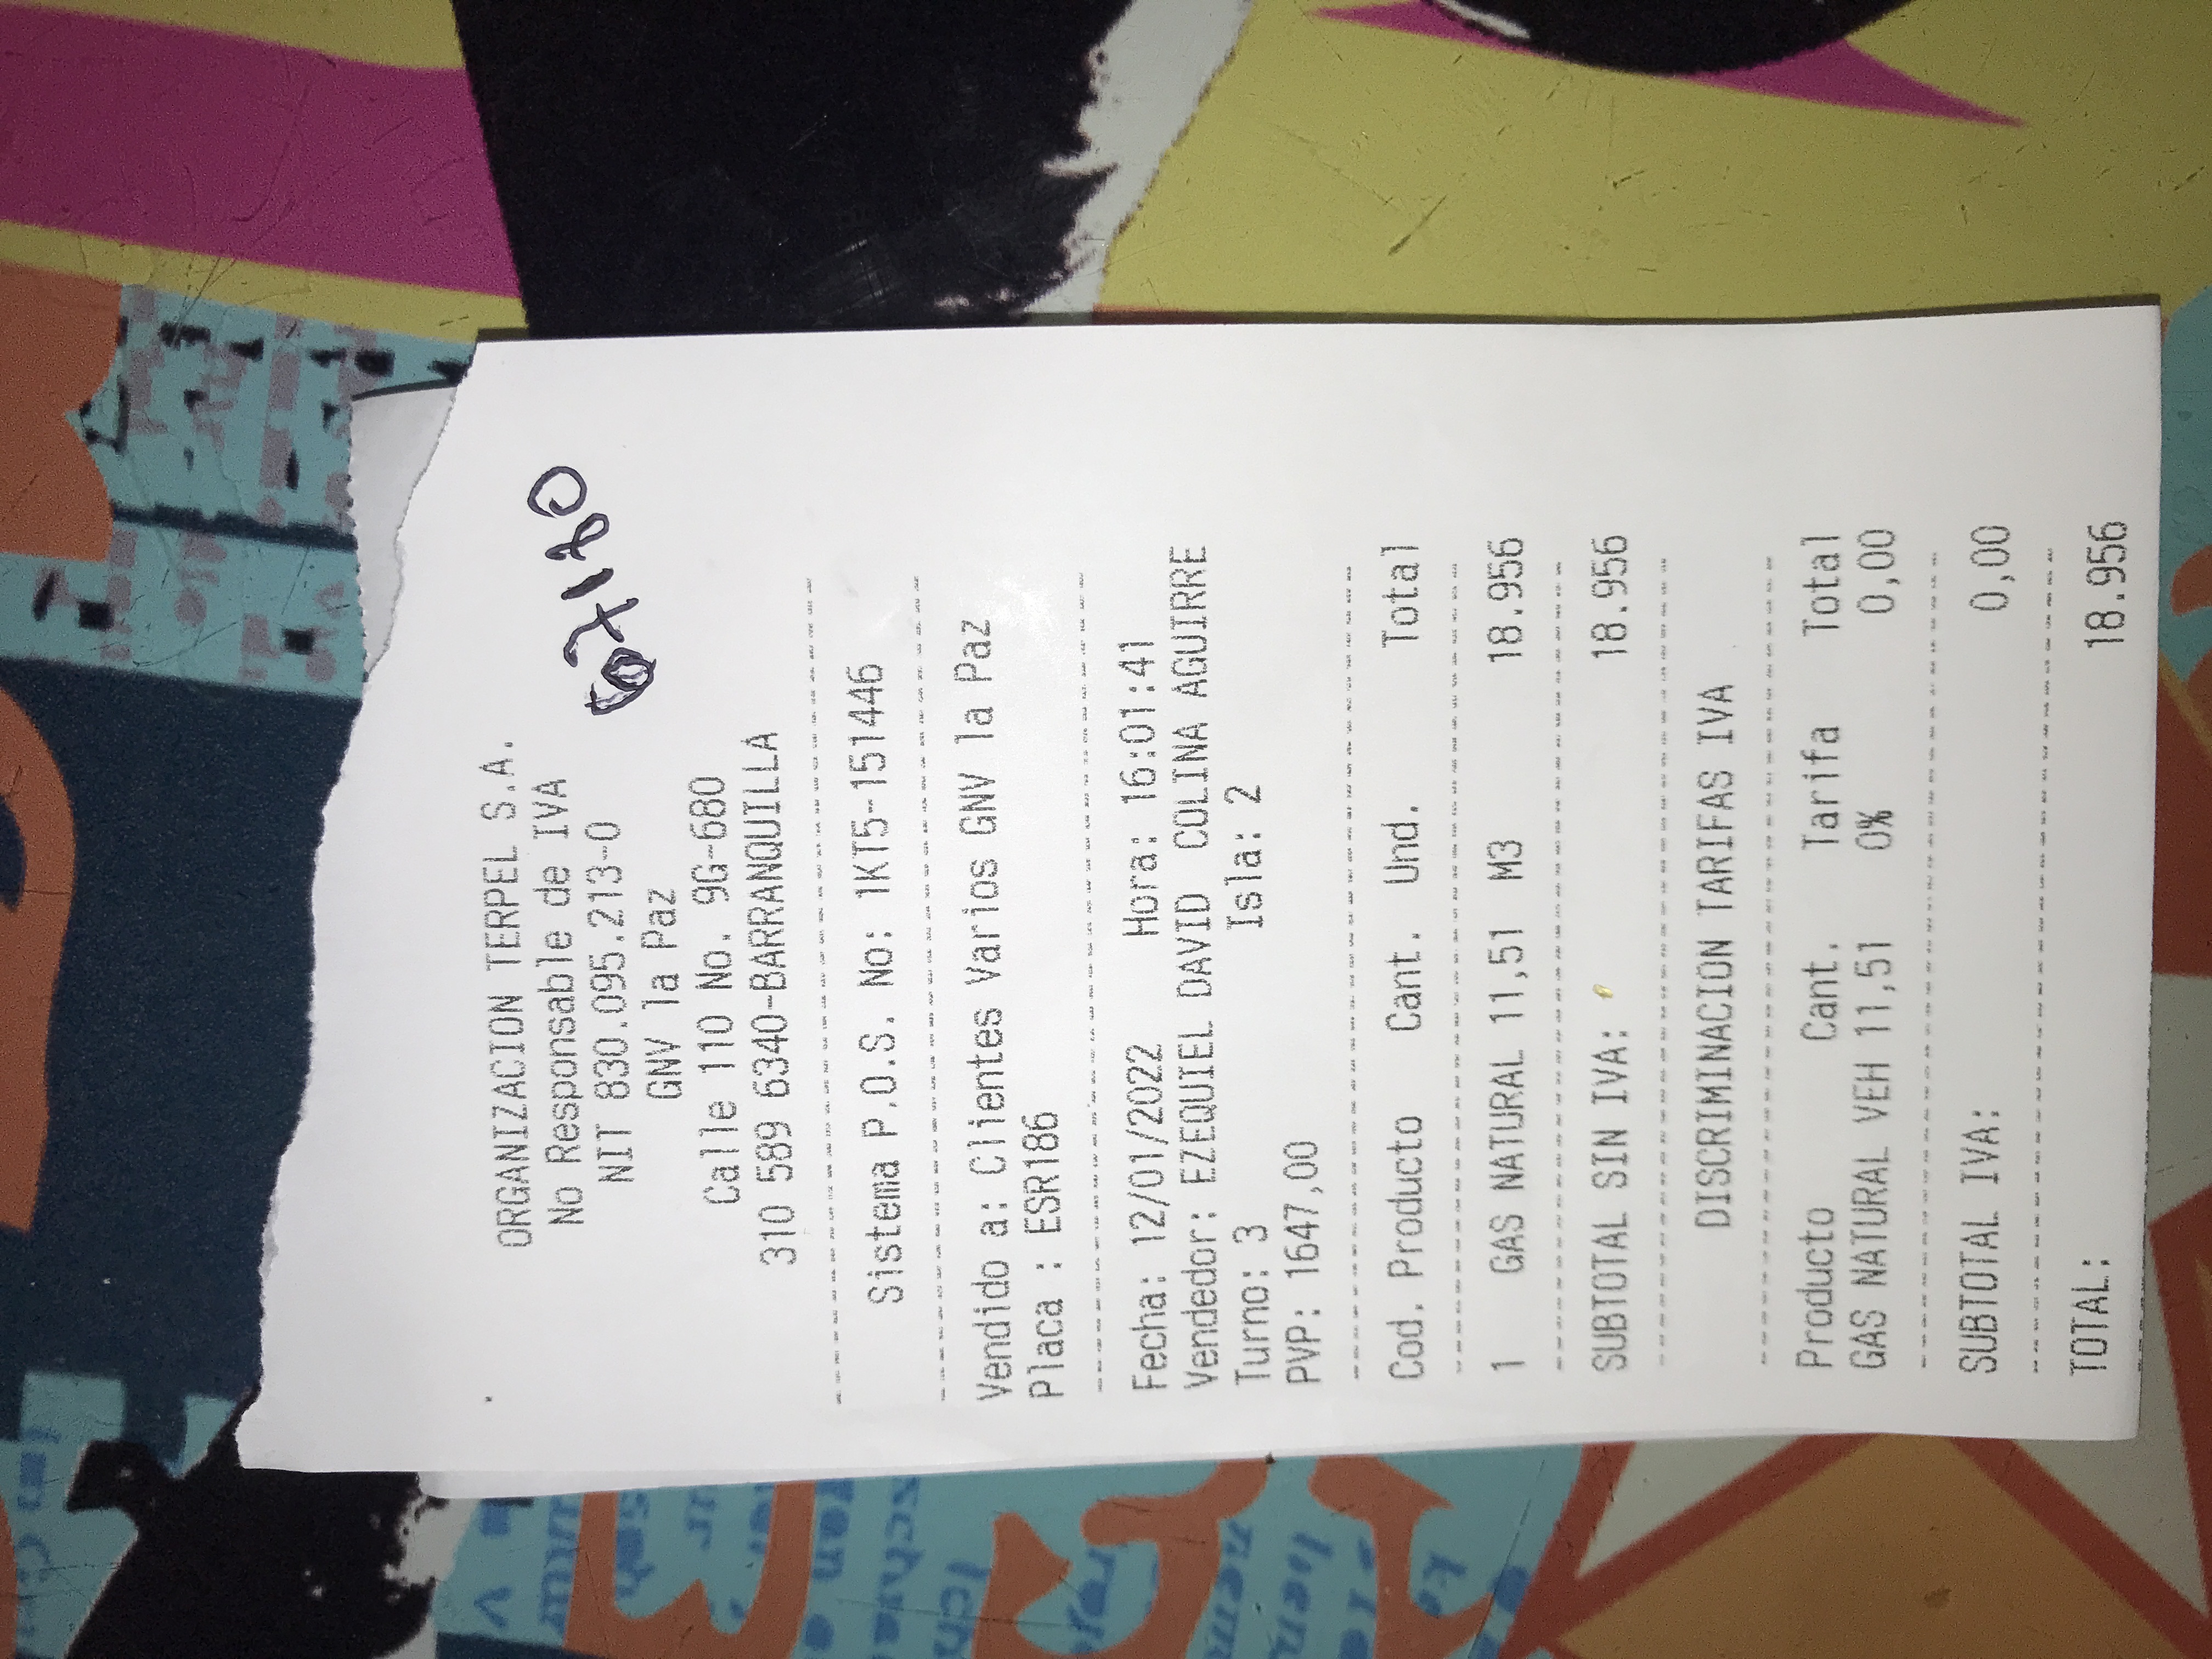 ORGANIZACION TERPEL S.A.
No Responsable de IVA
NIT 830.095.213-0
GNV la Paz
Calle 110 No. 9G-680
310 589 6340-BARRANQUILLA
Sistema P.O.S. No: 1KT5-151446
Vendido a: Clientes Varios GNV la Paz
Placa : ESR186
Fecha: 12/01/2022 Hora: 16:01:41
Vendedor: EZEQUIEL DAVID COLINA AGUIRRE
Turno: 3 Isla: 2
PVP: 1647,00
Cod. Producto Cant. Und. Total
1 GAS NATURAL 11,51 M3 18.956
SUBTOTAL SIN IVA: 18.956
DISCRIMINACION TARIFAS IVA
Producto Cant. Tarifa Total
GAS NATURAL VEH 11,51 0% 0,00
SUBTOTAL IVA: 0,00
TOTAL: 18.956